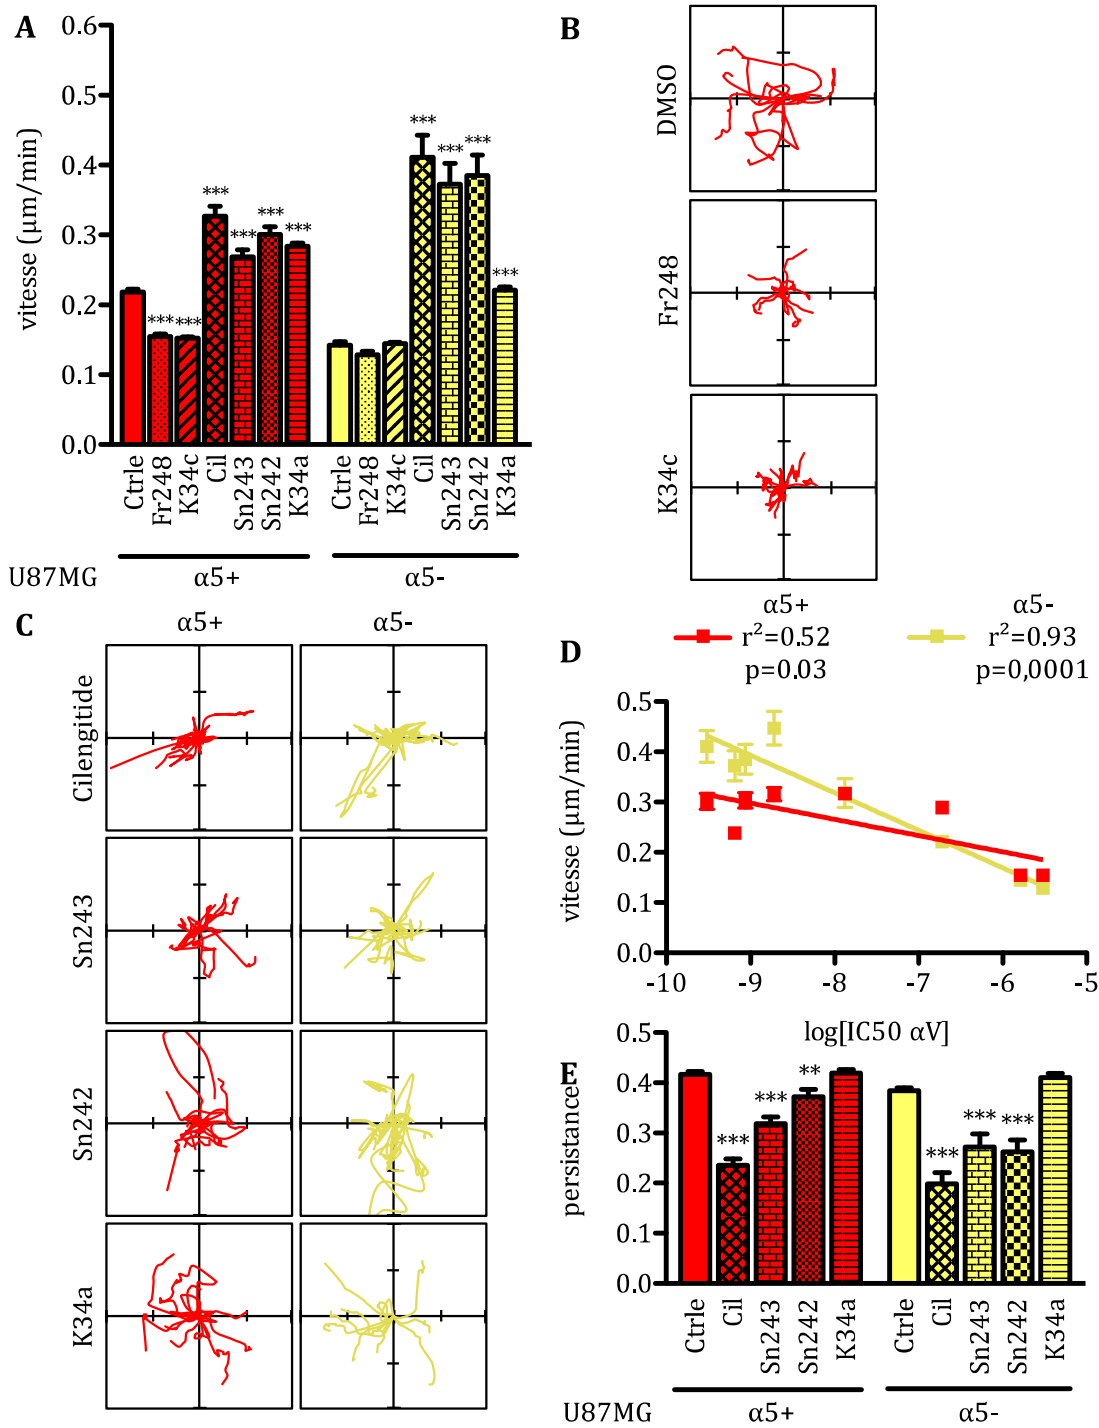 A
0.6
0.5
0.4
0.3
0.2
0.1
0.0
vitesse (µm/min)
*** *** *** *** *** ***
*** *** *** ***
Ctrle Fr248 K34c Cil Sn243 Sn242 K34a Ctrle Fr248 K34c Cil Sn243 Sn242 K34a
U87MG α5+ α5-
B
DMSO
Fr248
K34c
C
α5+ α5-
Cilengitide
Sn243
Sn242
K34a
D
α5+ α5-
r²=0.52 r²=0.93
p=0.03 p=0,0001
0.5
0.4
0.3
0.2
0.1
0.0
vitesse (µm/min)
-10 -9 -8 -7 -6 -5
log[IC50 αV]
E
0.5
0.4
0.3
0.2
0.1
0.0
persistance
*** *** ** *** *** ***
Ctrle Cil Sn243 Sn242 K34a Ctrle Cil Sn243 Sn242 K34a
U87MG α5+ α5-